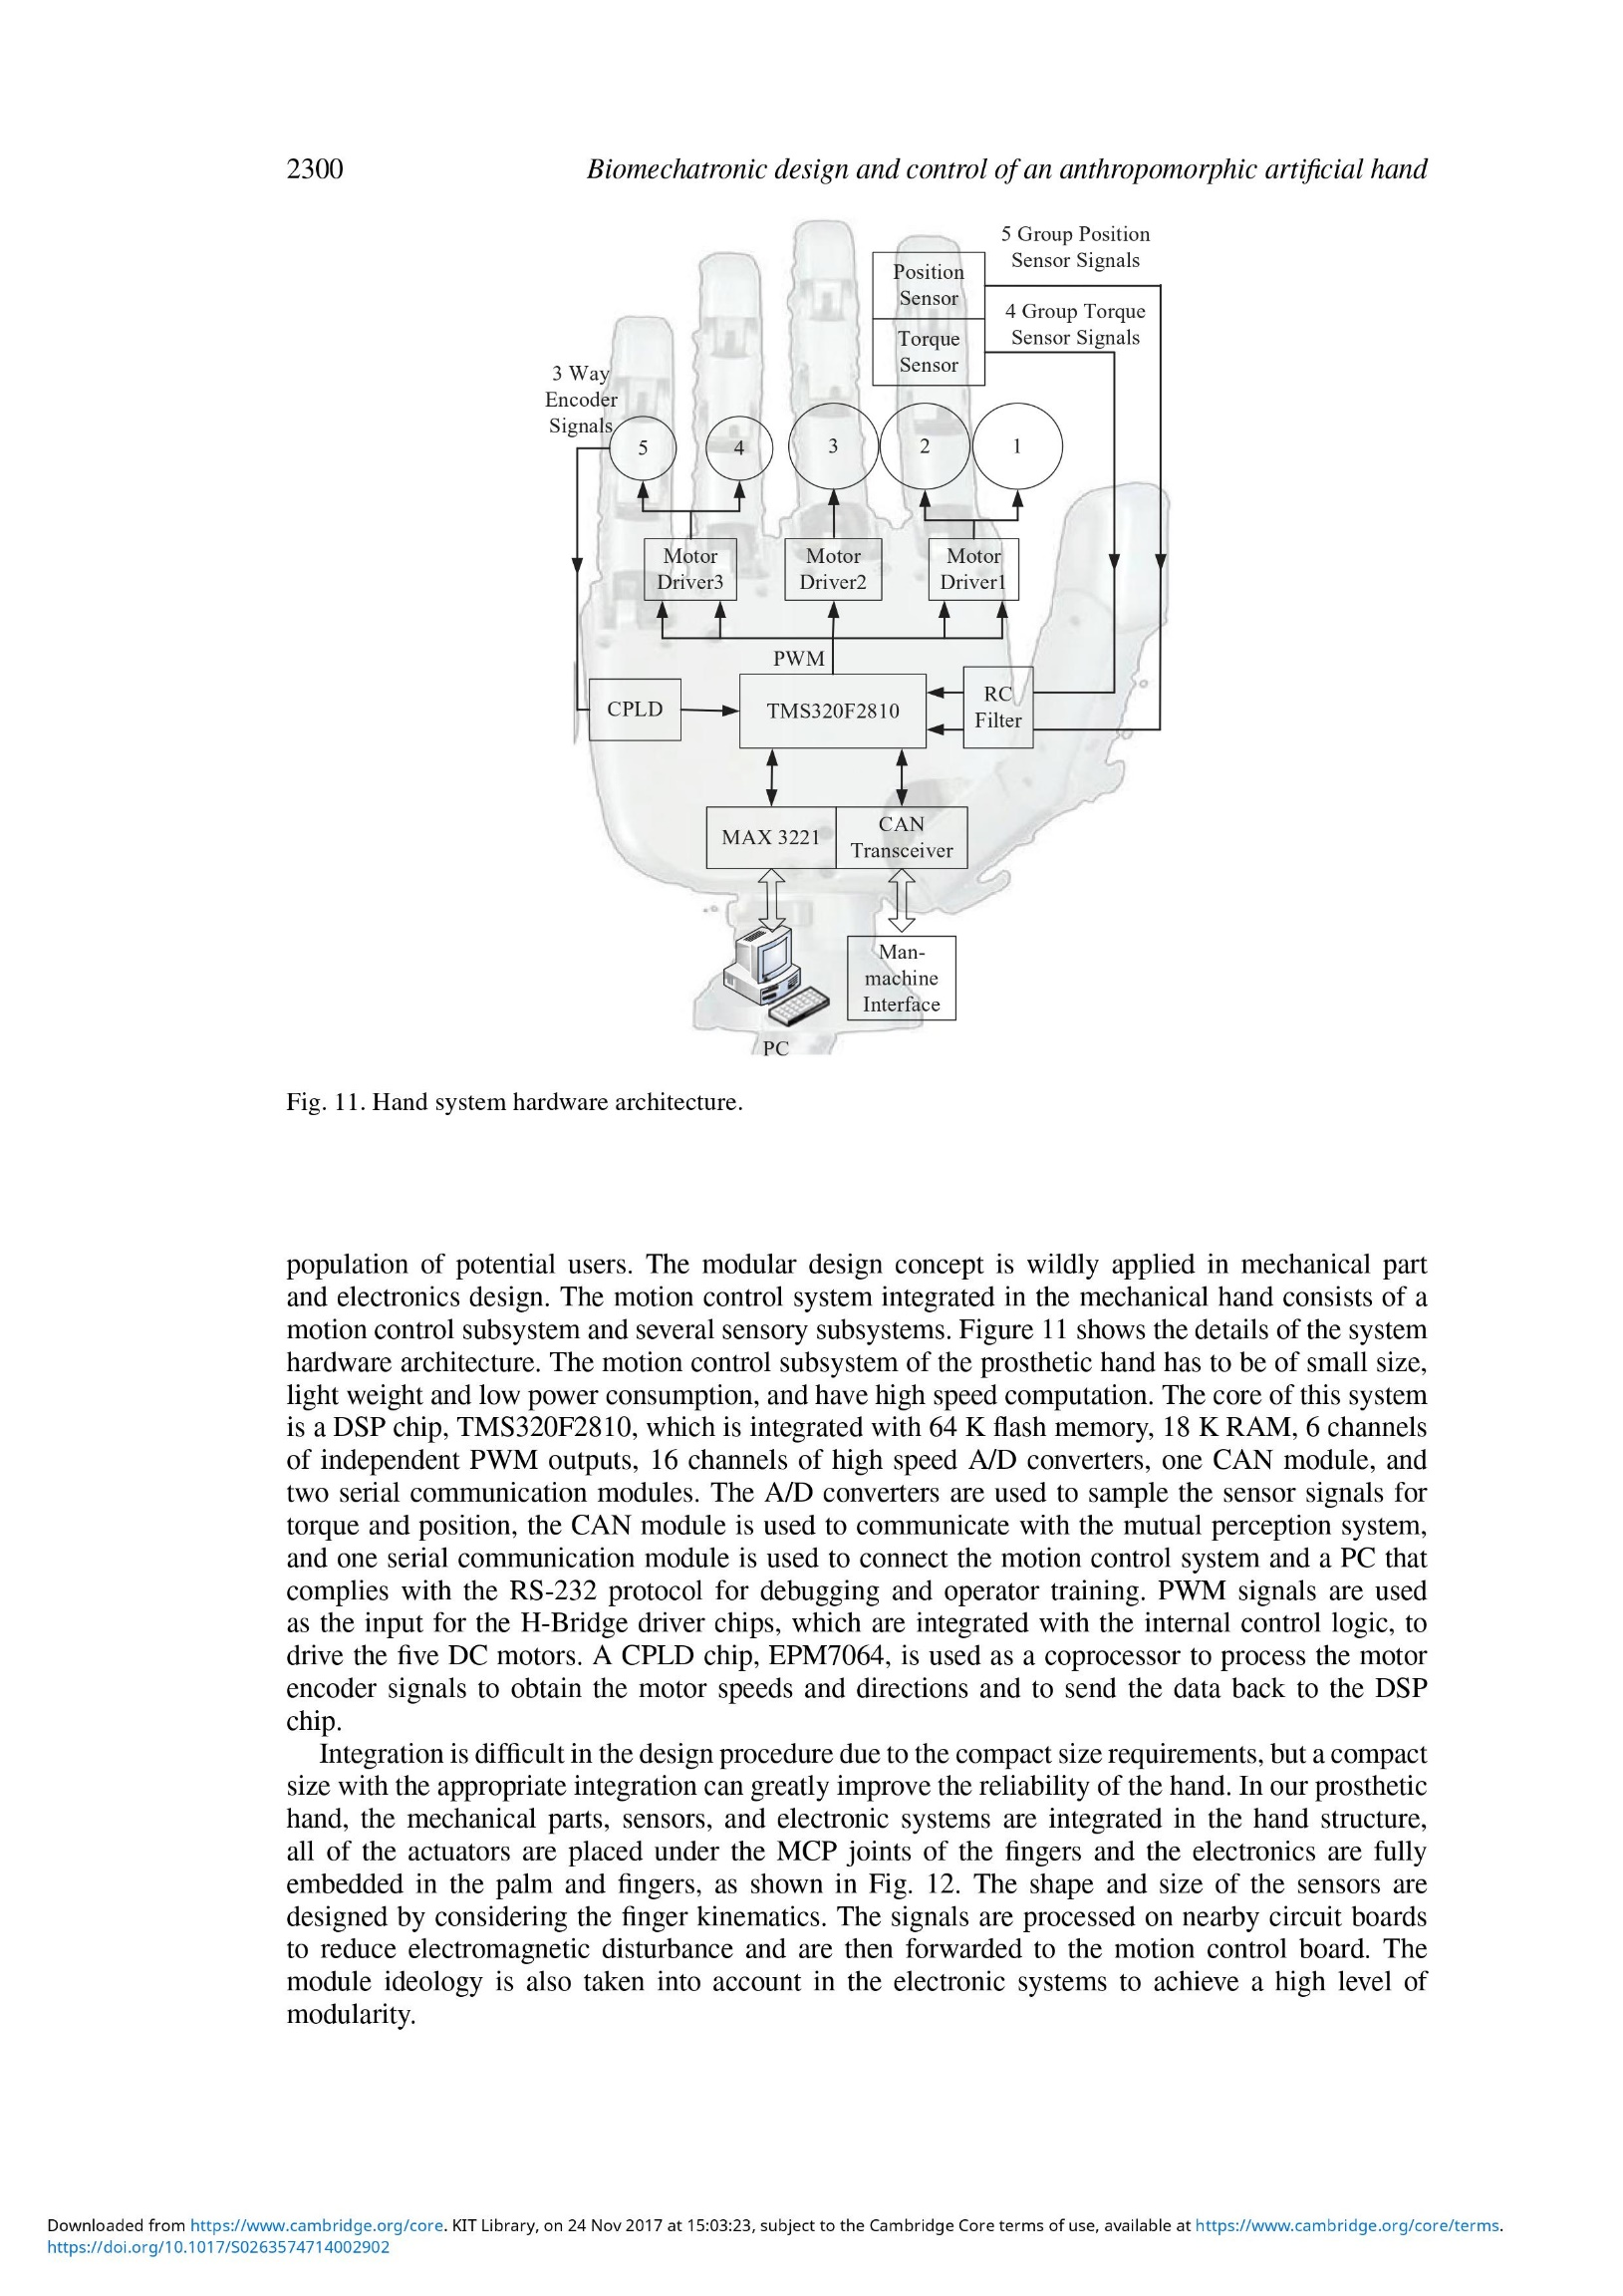 2300
Biomechatronic design and control of an anthropomorphic artificial hand
5 Group Position
Sensor Signals
Position
Sensor
4 Group Torque
Sensor Signals
Torque
Sensor
3 Way
Encoder
Signals
5
4
3
2
1
Motor
Driver3
Motor
Driver2
Motor
Driver1
PWM
CPLD
TMS320F2810
RC
Filter
MAX 3221
CAN
Transceiver
Man-
machine
Interface
PC
Fig. 11. Hand system hardware architecture.
population of potential users. The modular design concept is wildly applied in mechanical part
and electronics design. The motion control system integrated in the mechanical hand consists of a
motion control subsystem and several sensory subsystems. Figure 11 shows the details of the system
hardware architecture. The motion control subsystem of the prosthetic hand has to be of small size,
light weight and low power consumption, and have high speed computation. The core of this system
is a DSP chip, TMS320F2810, which is integrated with 64 K flash memory, 18 K RAM, 6 channels
of independent PWM outputs, 16 channels of high speed A/D converters, one CAN module, and
two serial communication modules. The A/D converters are used to sample the sensor signals for
torque and position, the CAN module is used to communicate with the mutual perception system,
and one serial communication module is used to connect the motion control system and a PC that
complies with the RS-232 protocol for debugging and operator training. PWM signals are used
as the input for the H-Bridge driver chips, which are integrated with the internal control logic, to
drive the five DC motors. A CPLD chip, EPM7064, is used as a coprocessor to process the motor
encoder signals to obtain the motor speeds and directions and to send the data back to the DSP
chip.
Integration is difficult in the design procedure due to the compact size requirements, but a compact
size with the appropriate integration can greatly improve the reliability of the hand. In our prosthetic
hand, the mechanical parts, sensors, and electronic systems are integrated in the hand structure,
all of the actuators are placed under the MCP joints of the fingers and the electronics are fully
embedded in the palm and fingers, as shown in Fig. 12. The shape and size of the sensors are
designed by considering the finger kinematics. The signals are processed on nearby circuit boards
to reduce electromagnetic disturbance and are then forwarded to the motion control board. The
module ideology is also taken into account in the electronic systems to achieve a high level of
modularity.
Downloaded from https://www.cambridge.org/core. KIT Library, on 24 Nov 2017 at 15:03:23, subject to the Cambridge Core terms of use, available at https://www.cambridge.org/core/terms.
https://doi.org/10.1017/S0263574714002902